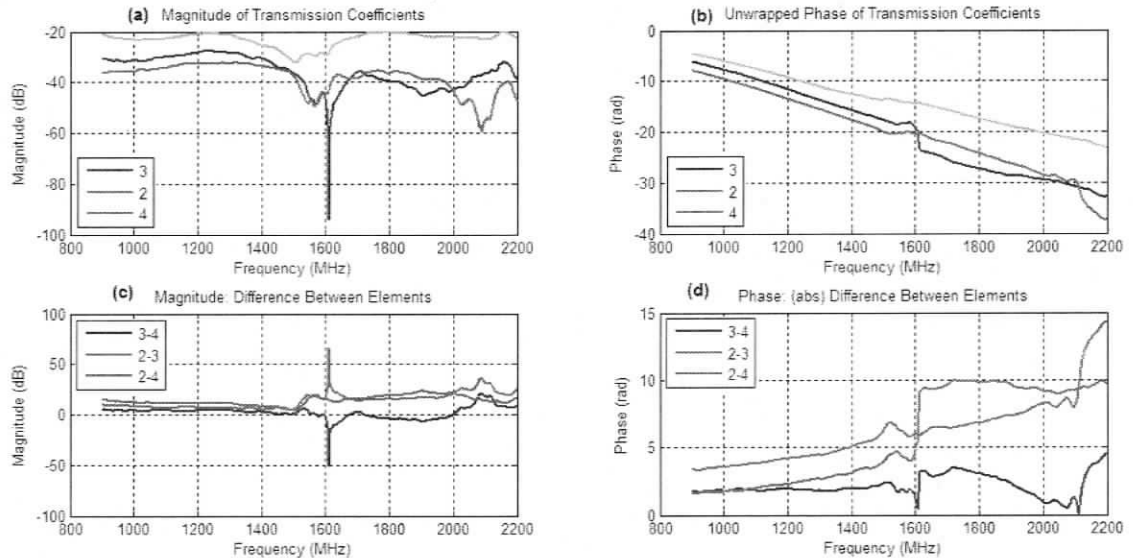 (a) Magnitude of Transmission Coefficients
-20
-40
-60
-80
-100
Magnitude (dB)
3
2
4
800 1000 1200 1400 1600 1800 2000 2200
Frequency (MHz)
(b) Unwrapped Phase of Transmission Coefficients
0
-10
-20
-30
-40
Phase (rad)
3
2
4
800 1000 1200 1400 1600 1800 2000 2200
Frequency (MHz)
(c) Magnitude: Difference Between Elements
100
50
0
-50
-100
Magnitude (dB)
3-4
2-3
2-4
800 1000 1200 1400 1600 1800 2000 2200
Frequency (MHz)
(d) Phase: (abs) Difference Between Elements
15
10
5
0
Phase (rad)
3-4
2-3
2-4
800 1000 1200 1400 1600 1800 2000 2200
Frequency (MHz)